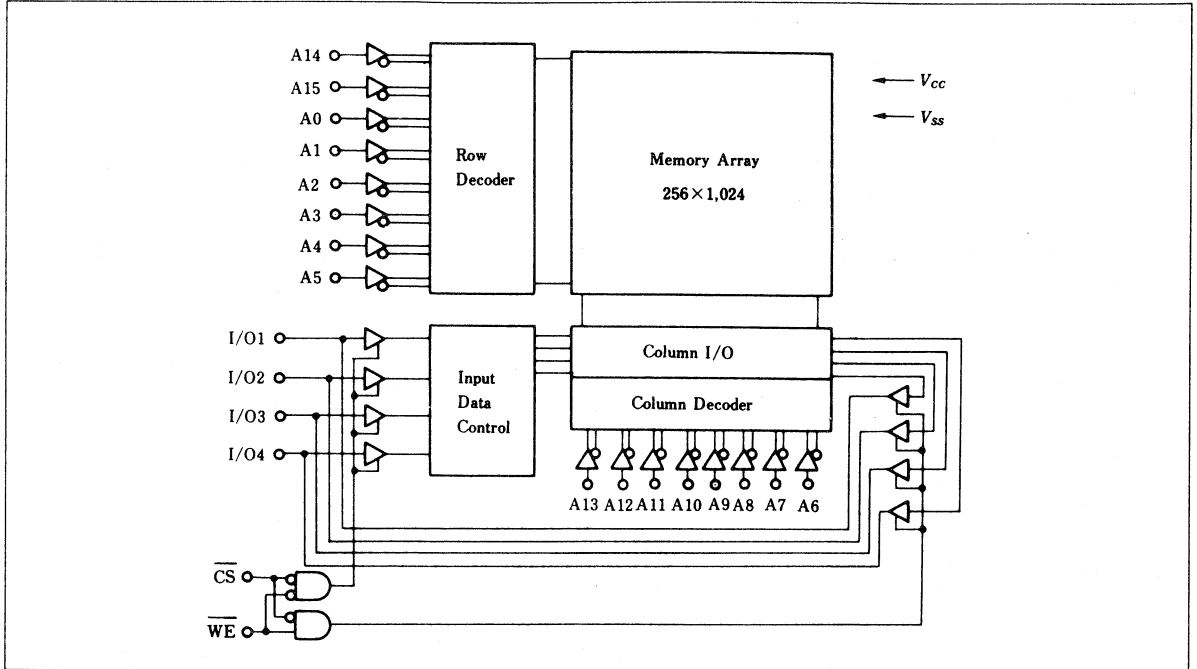 A14
A15
A0
A1
A2
A3
A4
A5
Row
Decoder
Memory Array
256×1,024
Vcc
Vss
I/O1
I/O2
I/O3
I/O4
Input
Data
Control
Column I/O
Column Decoder
A13 A12 A11 A10 A9 A8 A7 A6
CS
WE